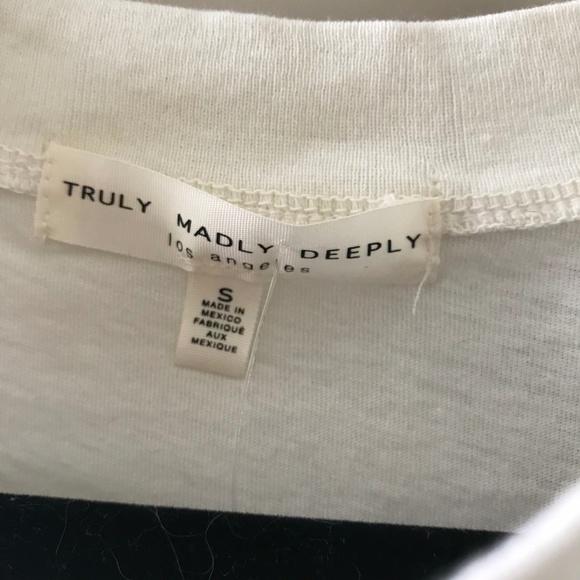 TRULY MADLY DEEPLY
los angeles
S
MADE IN
MEXICO
FABRIQUÉ
AUX
MEXIQUE